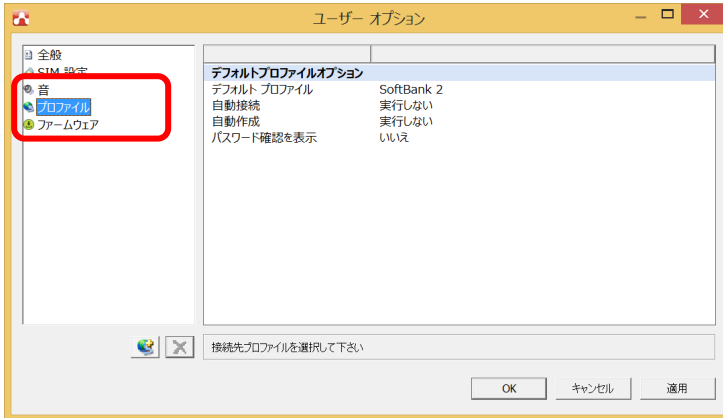 ユーザー オプション
全般
SIM 設定
音
プロファイル
ファームウェア
デフォルトプロファイルオプション
デフォルト プロファイル SoftBank 2
自動接続 実行しない
自動作成 実行しない
パスワード確認を表示 いいえ
接続先プロファイルを選択して下さい
OK キャンセル 適用